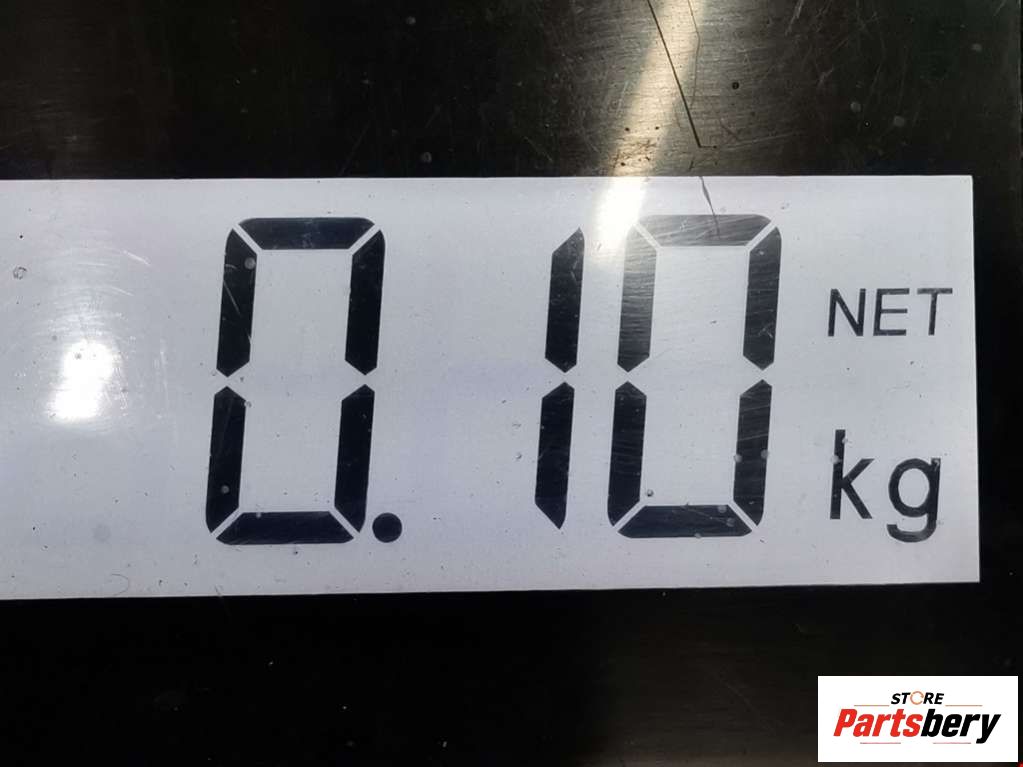 0.10
NET
kg
STORE
Partsbery